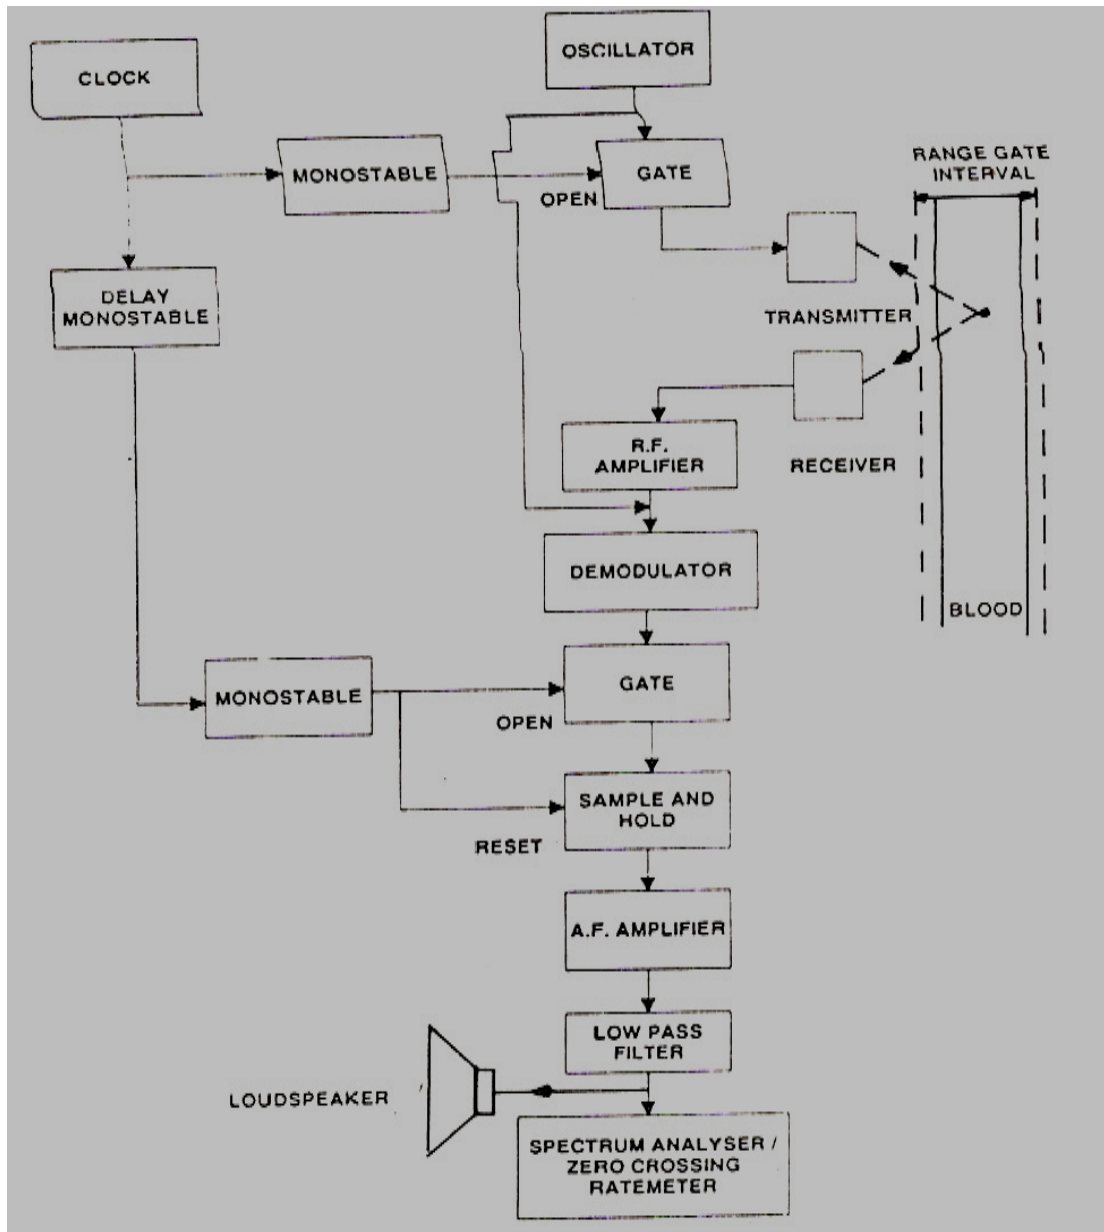 OSCILLATOR
CLOCK
RANGE GATE
INTERVAL
MONOSTABLE
GATE
OPEN
DELAY
MONOSTABLE
TRANSMITTER
R.F.
AMPLIFIER
RECEIVER
DEMODULATOR
BLOOD
GATE
MONOSTABLE
OPEN
SAMPLE AND
HOLD
RESET
A.F. AMPLIFIER
LOW PASS
FILTER
LOUDSPEAKER
SPECTRUM ANALYSER /
ZERO CROSSING
RATEMETER